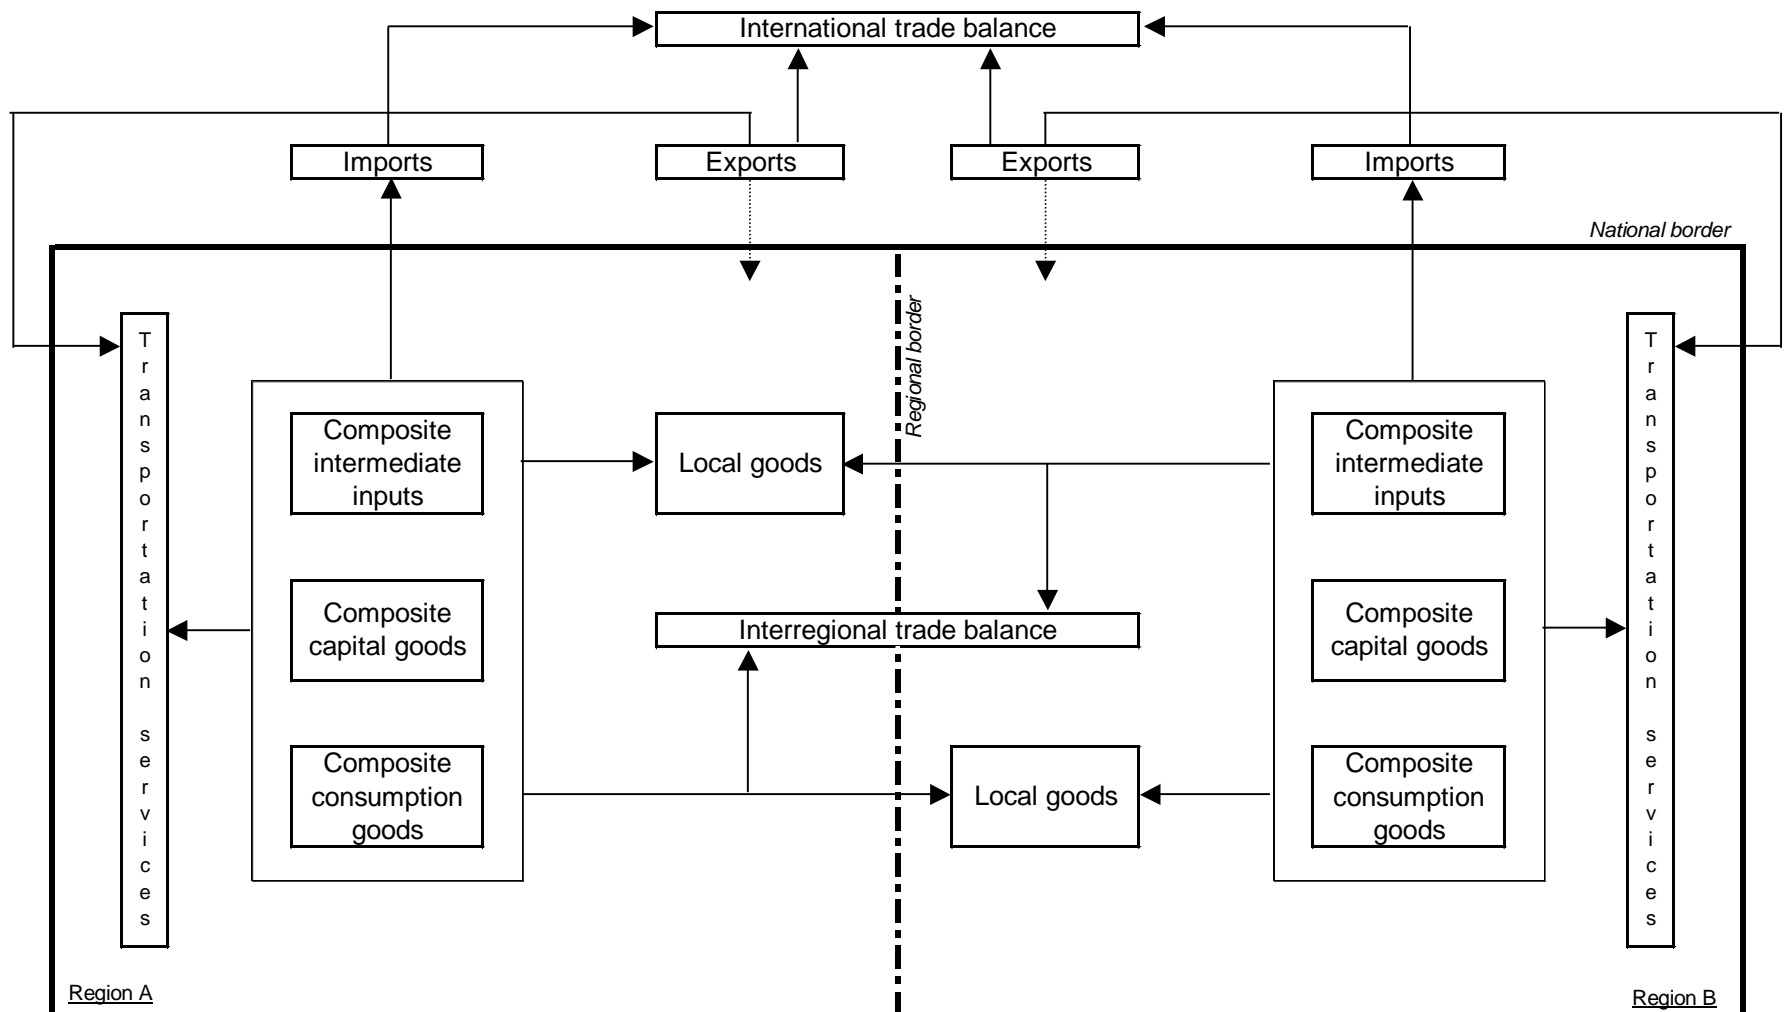 International trade balance
Imports
Exports
Exports
Imports
National border
Regional border
Transportation services
Composite
intermediate
inputs
Local goods
Composite
intermediate
inputs
Transportation services
Composite
capital goods
Interregional trade balance
Composite
capital goods
Composite
consumption
goods
Local goods
Composite
consumption
goods
Region A
Region B